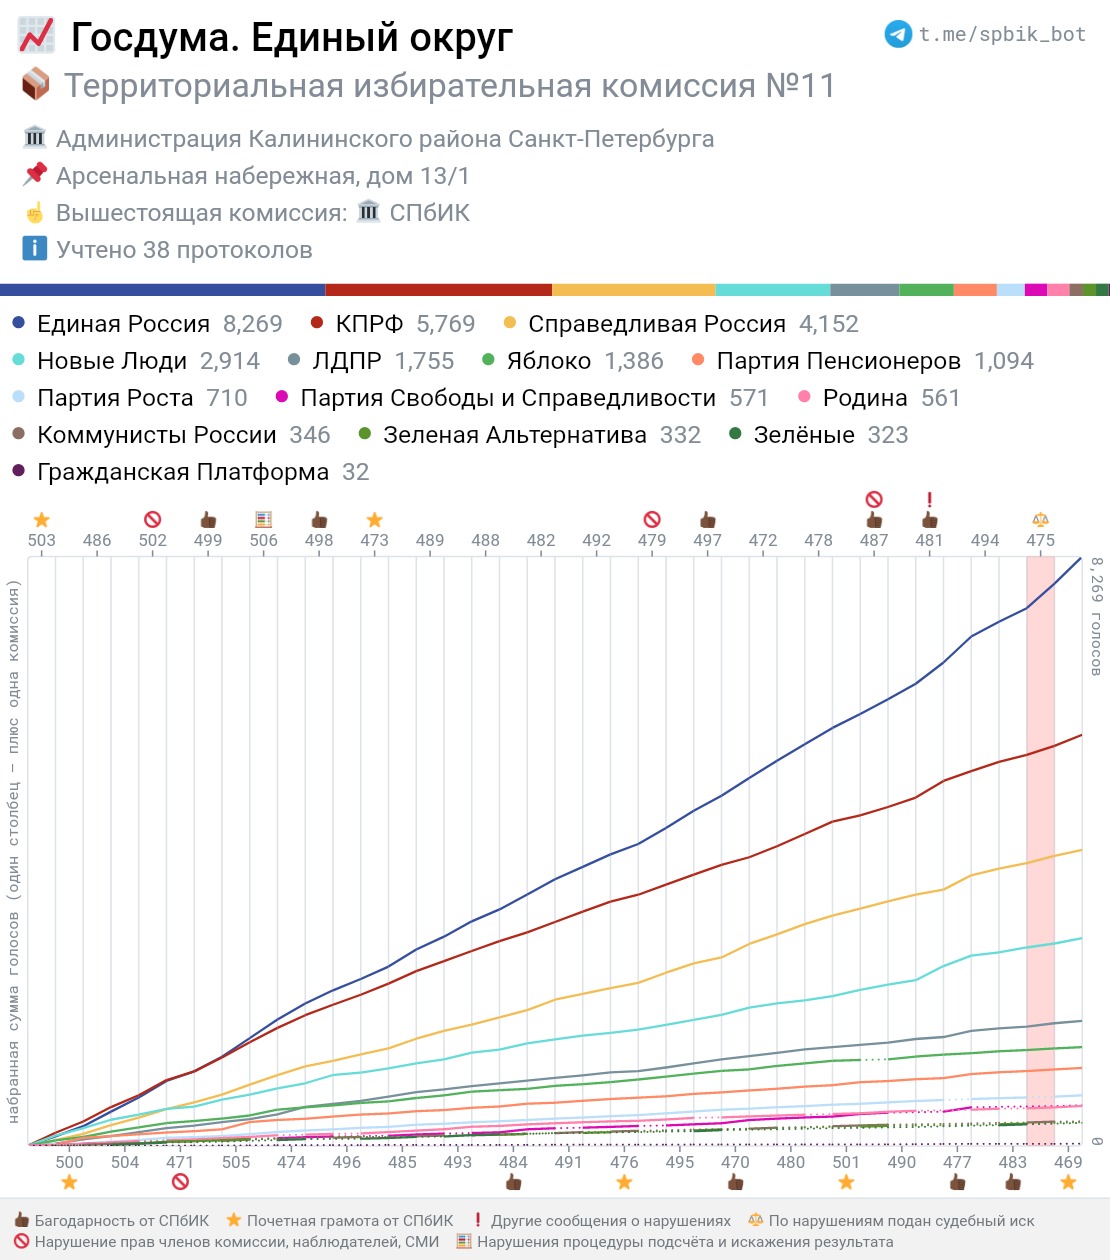 Госдума. Единый округ
t.me/spbik_bot
Территориальная избирательная комиссия №11
Администрация Калининского района Санкт-Петербурга
Арсенальная набережная, дом 13/1
Вышестоящая комиссия: СПбИК
Учтено 38 протоколов
Единая Россия 8,269 КПРФ 5,769 Справедливая Россия 4,152
Новые Люди 2,914 ЛДПР 1,755 Яблоко 1,386 Партия Пенсионеров 1,094
Партия Роста 710 Партия Свободы и Справедливости 571 Родина 561
Коммунисты России 346 Зеленая Альтернатива 332 Зелёные 323
Гражданская Платформа 32
503 486 502 499 506 498 473 489 488 482 492 479 497 472 478 487 481 494 475
набранная сумма голосов (один столбец — плюс одна комиссия)
8,269 голосов
0
500 504 471 505 474 496 485 493 484 491 476 495 470 480 501 490 477 483 469
Багодарность от СПбИК Почетная грамота от СПбИК Другие сообщения о нарушениях По нарушениям подан судебный иск
Нарушение прав членов комиссии, наблюдателей, СМИ Нарушения процедуры подсчёта и искажения результата